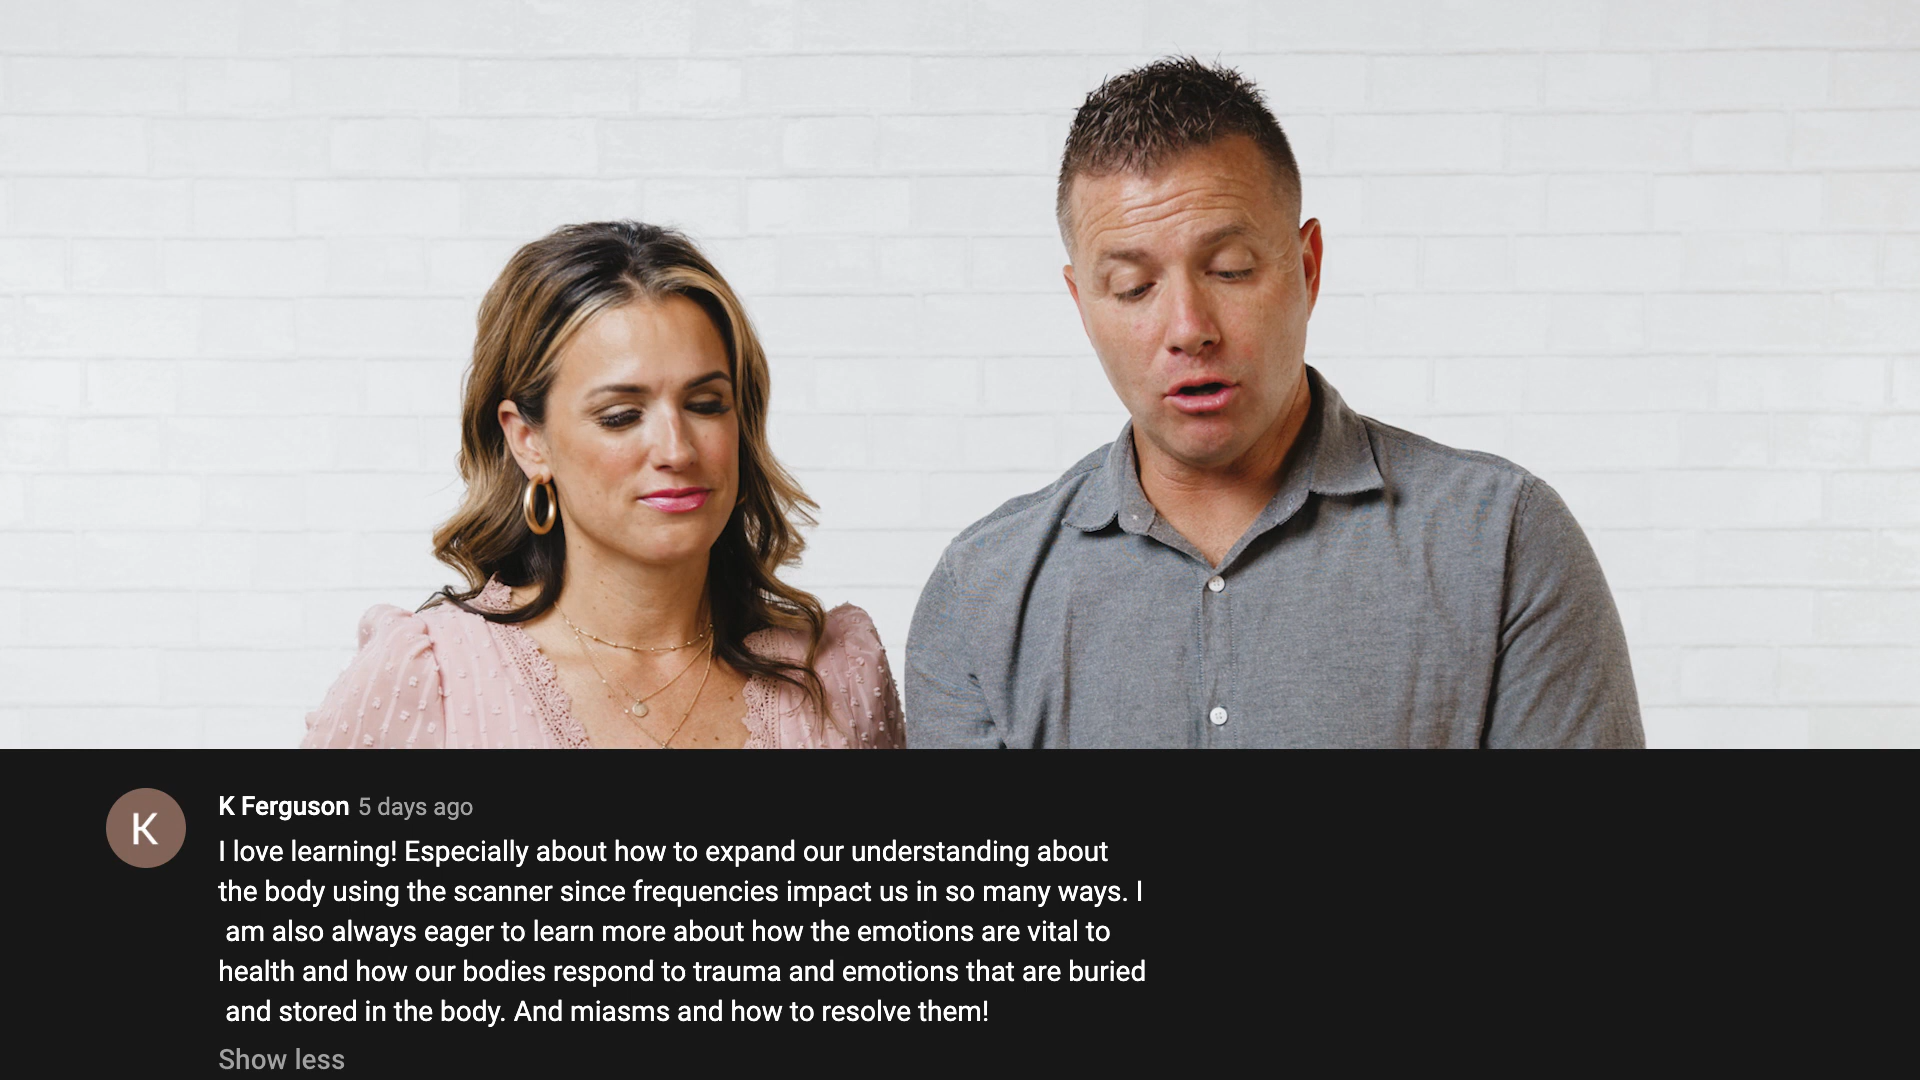 K
K Ferguson 5 days ago
I love learning! Especially about how to expand our understanding about
the body using the scanner since frequencies impact us in so many ways. I
am also always eager to learn more about how the emotions are vital to
health and how our bodies respond to trauma and emotions that are buried
and stored in the body. And miasms and how to resolve them!
Show less